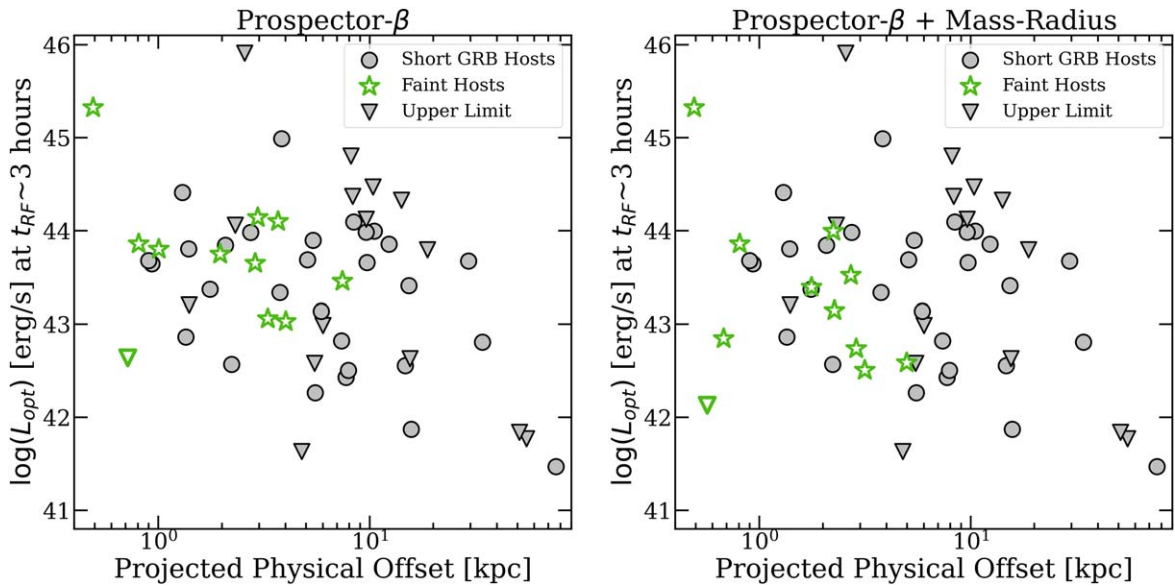 Prospector-β
Prospector-β + Mass-Radius
log(L_opt) [erg/s] at t_RF~3 hours
46
45
44
43
42
41
Short GRB Hosts
Faint Hosts
Upper Limit
10^0
10^1
Projected Physical Offset [kpc]
log(L_opt) [erg/s] at t_RF~3 hours
46
45
44
43
42
41
Short GRB Hosts
Faint Hosts
Upper Limit
10^0
10^1
Projected Physical Offset [kpc]